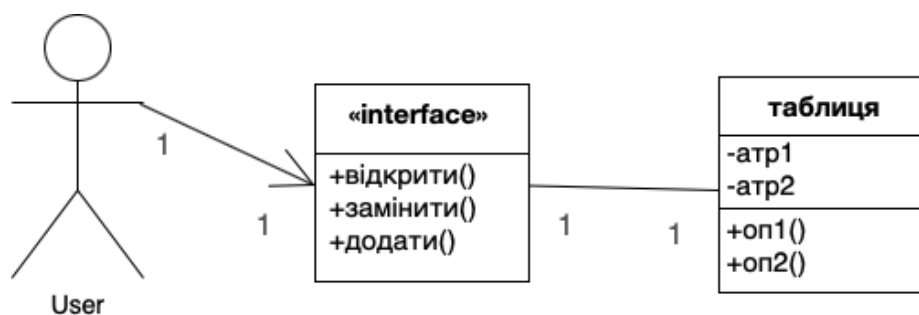 1
1
User
«interface»
+відкрити()
+замінити()
+додати()
1
1
таблиця
-атр1
-атр2
+оп1()
+оп2()